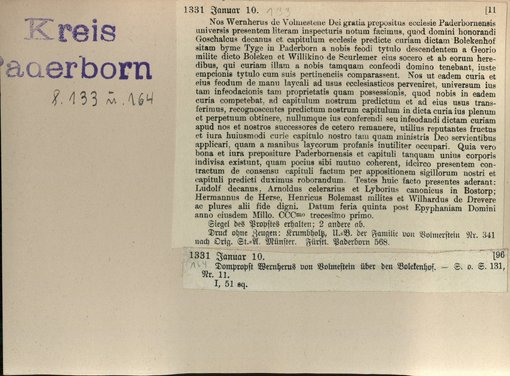 Kreis
Paderborn
8. 133 u. 164
1331 Januar 10.
133
[11
Nos Wernherus de Volmestene Dei gratia prepositus ecclesie Paderbornensis
universis presentem literam inspecturis notum facimus, quod domini honorandi
Goschalcus decanus et capitulum ecclesie predicte curiam dictam Bolekenhof
sitam byme Tyge in Paderborn a nobis feodi tytulo descendentem a Georio
milite dicto Boleken et Willikino de Scurlemer eius socero et ab eorum here-
dibus, qui curiam illam a nobis tamquam confeodi domino tenebant, iuste
empcionis tytulo cum suis pertinenciis comparassent. Nos ut eadem curia et
eius feodum de manu laycali ad usus ecclesiasticos perveniret, universum ius
tam infeodacionis tam proprietatis quam possessionis, quod nobis in eadem
curia competebat, ad capitulum nostrum predictum et ad eius usus trans-
ferimus, recognoscentes predictum nostrum capitulum in dicta curia ius plenum
et perpetuum obtinere, nullumque ius conferendi seu infeodandi dictam curiam
apud nos et nostros successores de cetero remanere, utilius reputantes fructus
et iura huiusmodi curie capitulo nostro tam quam ministris Deo servientibus
applicari, quam a manibus laycorum profanis inutiliter occupari. Quia vero
bona et iura prepositure Paderbornensis et capituli tamquam unius corporis
indivisa existunt, quam pocius sibi mutuo coherent, idcirco presentem con-
tractum de consensu capituli factum per appositionem sigillorum nostri et
capituli predicti duximus roborandum. Testes huic facto presentes aderant:
Ludolf decanus, Arnoldus celerarius et Lyborius canonicus in Bostorp;
Hermannus de Herse, Henricus Bolemast milites et Wilhardus de Drevere
ac plures alii fide digni. Datum feria quinta post Epyphaniam Domini
anno eiusdem Millo. CCCmo trecesimo primo.
Siegel des Propstes erhalten; 2 andere ab.
Druck ohne Zeugen: Krumbholtz, U.-B. der Familie von Volmerstein Nr. 341
nach Orig. St.-A. Münster. Fürst. Paderborn 568.
1331 Januar 10.
[96
164
Dompropst Wernherus von Volmestein über den Bolckenhof. — S. o. S. 131,
Nr. 11.
I, 51 sq.